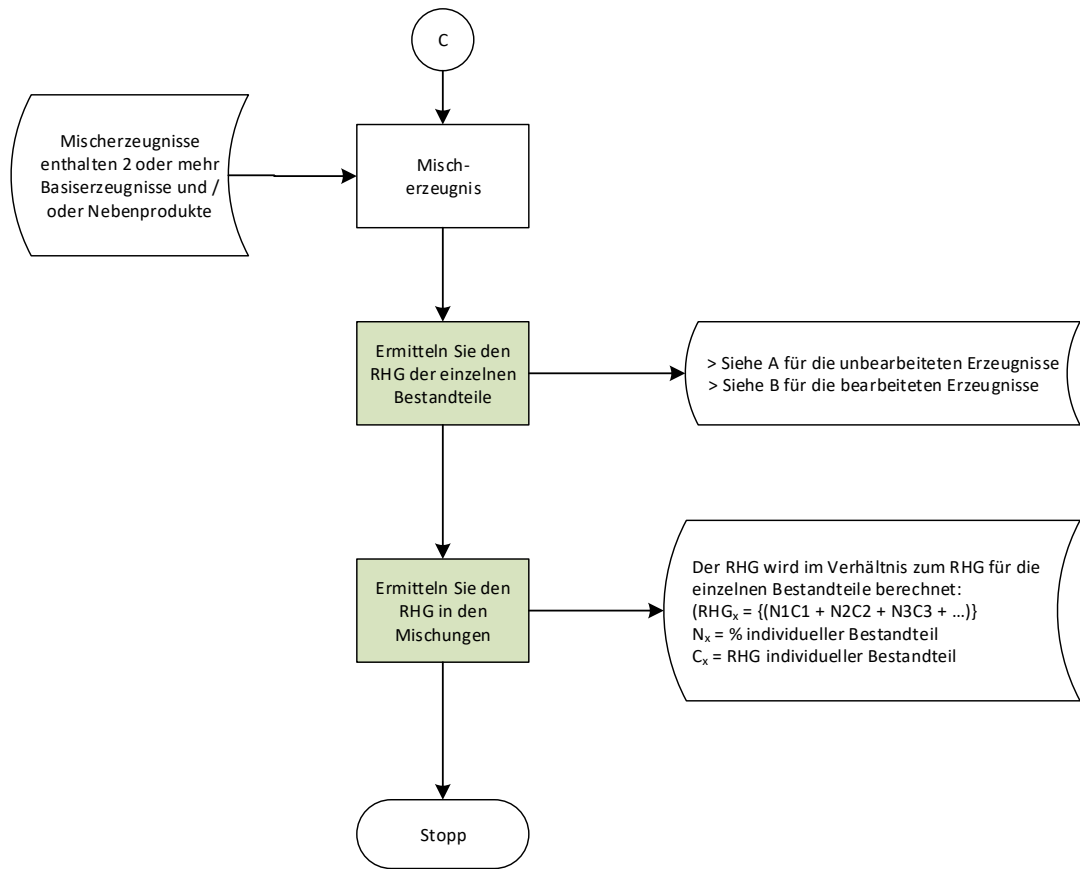 C
Mischerzeugnisse
enthalten 2 oder mehr
Basiserzeugnisse und /
oder Nebenprodukte
Misch-
erzeugnis
Ermitteln Sie den
RHG der einzelnen
Bestandteile
> Siehe A für die unbearbeiteten Erzeugnisse
> Siehe B für die bearbeiteten Erzeugnisse
Ermitteln Sie den
RHG in den
Mischungen
Der RHG wird im Verhältnis zum RHG für die
einzelnen Bestandteile berechnet:
(RHGₓ = {(N1C1 + N2C2 + N3C3 + ...)}
Nₓ = % individueller Bestandteil
Cₓ = RHG individueller Bestandteil
Stopp